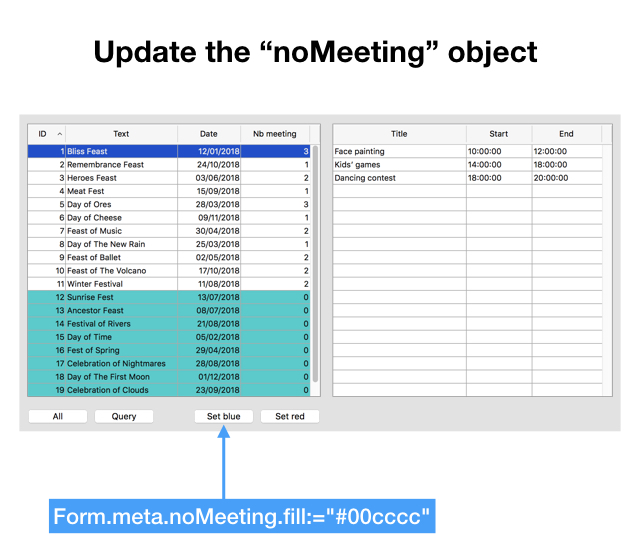 Update the “noMeeting” object
ID Text Date Nb meeting
1 Bliss Feast 12/01/2018 3
2 Remembrance Feast 24/10/2018 1
3 Heroes Feast 03/06/2018 2
4 Meat Fest 15/09/2018 1
5 Day of Ores 28/03/2018 3
6 Day of Cheese 09/11/2018 1
7 Feast of Music 30/04/2018 2
8 Day of The New Rain 25/03/2018 1
9 Feast of Ballet 02/05/2018 2
10 Feast of The Volcano 17/10/2018 2
11 Winter Festival 11/08/2018 2
12 Sunrise Fest 13/07/2018 0
13 Ancestor Feast 08/07/2018 0
14 Festival of Rivers 21/08/2018 0
15 Day of Time 05/02/2018 0
16 Fest of Spring 29/04/2018 0
17 Celebration of Nightmares 28/08/2018 0
18 Day of The First Moon 01/12/2018 0
19 Celebration of Clouds 23/09/2018 0
Title Start End
Face painting 10:00:00 12:00:00
Kids' games 14:00:00 18:00:00
Dancing contest 18:00:00 20:00:00
All Query Set blue Set red
Form.meta.noMeeting.fill:="#00cccc"